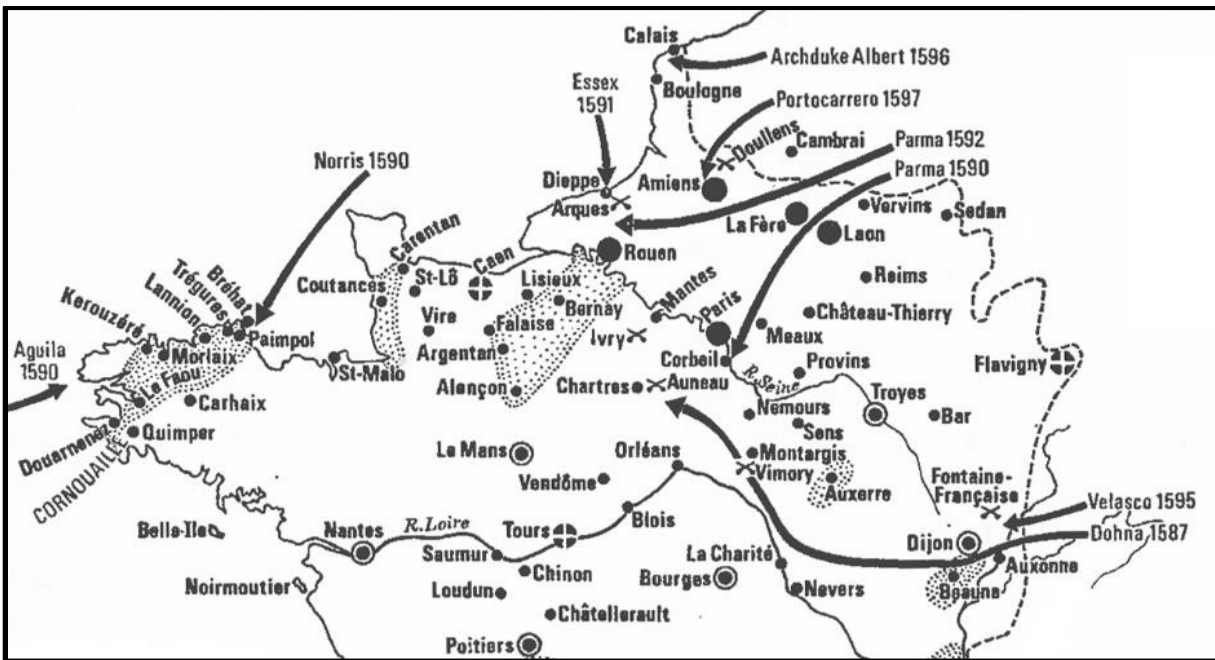 Calais
Archduke Albert 1596
Essex
1591
Boulogne
Portocarrero 1597
Doullens
Cambrai
Parma 1592
Norris 1590
Parma 1590
Dieppe
Amiens
Arques
Vervins
Sedan
La Fère
Laon
Carentan
Rouen
Caen
Reims
Coutances
St-Lô
Lisieux
Mantes
Bréhat
Trégures
Lannion
Kerouzéré
Bernay
Paris
Château-Thierry
Vire
Falaise
Ivry
Meaux
Paimpol
Morlaix
Argentan
Corbeil
Provins
Flavigny
Aguila
1590
St-Malo
R. Seine
Le Faou
Alençon
Chartres
Auneau
Troyes
Carhaix
Nemours
Bar
Sens
Douarnenez
Quimper
Le Mans
Orléans
Montargis
Vimory
CORNOUAILLE
Vendôme
Auxerre
Fontaine-
Française
Velasco 1595
Belle-Ile
Nantes
R. Loire
Tours
Blois
Dijon
Dohna 1587
Saumur
La Charité
Auxonne
Chinon
Bourges
Beaune
Noirmoutier
Loudun
Nevers
Châtellerault
Poitiers